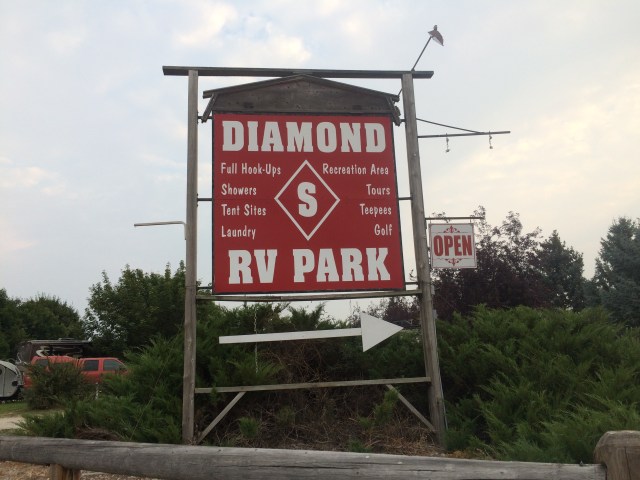 DIAMOND
Full Hook-Ups Recreation Area
Showers Tours
S
Tent Sites Teepees
Laundry Golf
RV PARK
OPEN